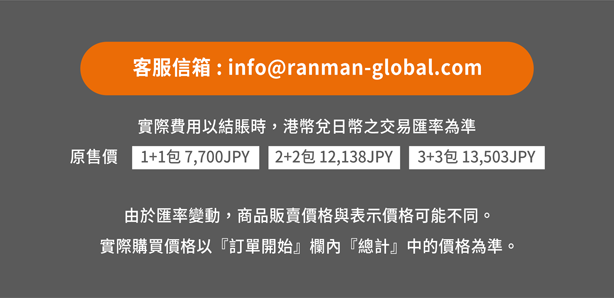 客服信箱 : info@ranman-global.com
實際費用以結賬時，港幣兌日幣之交易匯率為準
原售價 1+1包 7,700JPY 2+2包 12,138JPY 3+3包 13,503JPY
由於匯率變動，商品販賣價格與表示價格可能不同。
實際購買價格以『訂單開始』欄內『總計』中的價格為準。